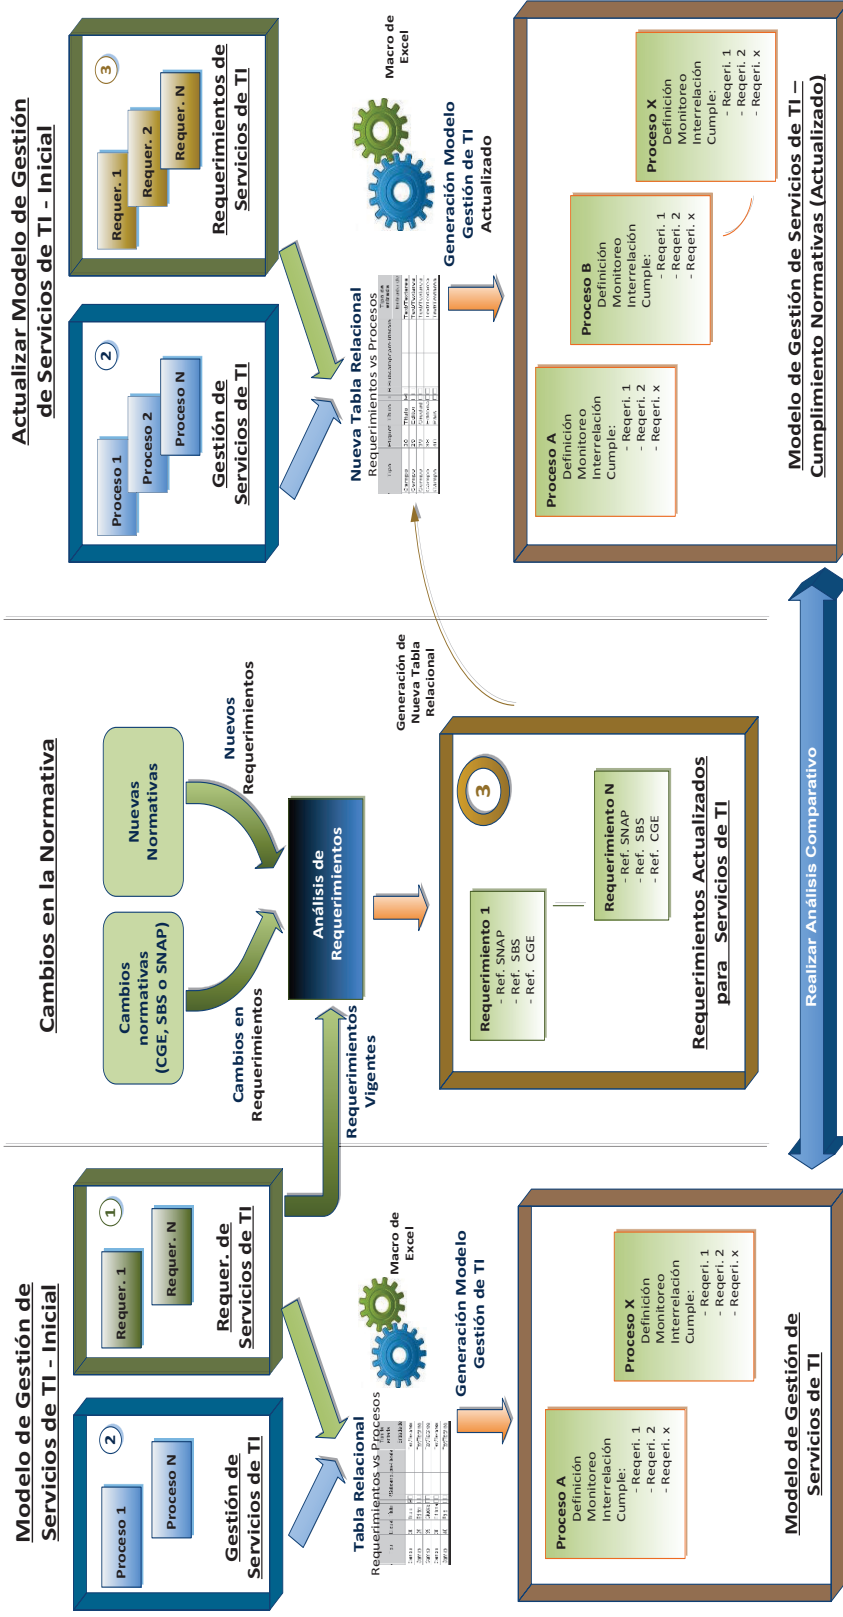 Modelo de Gestión de
Servicios de TI - Inicial
2
Proceso 1
Proceso N
Gestión de
Servicios de TI
1
Requer. 1
Requer. N
Requer. de
Servicios de TI
Tabla Relacional
Requerimientos vs Procesos
Macro de
Excel
Generación Modelo
Gestión de TI
Proceso A
Definición
Monitoreo
Interrelación
Cumple:
- Reqeri. 1
- Reqeri. 2
- Reqeri. x
Proceso X
Definición
Monitoreo
Interrelación
Cumple:
- Reqeri. 1
- Reqeri. 2
- Reqeri. x
Modelo de Gestión de
Servicios de TI
Cambios en la Normativa
Cambios
normativas
(CGE, SBS o SNAP)
Nuevas
Normativas
Cambios en
Requerimientos
Nuevos
Requerimientos
Requerimientos
Vigentes
Análisis de
Requerimientos
3
Requerimiento 1
- Ref. SNAP
- Ref. SBS
- Ref. CGE
Requerimiento N
- Ref. SNAP
- Ref. SBS
- Ref. CGE
Requerimientos Actualizados
para Servicios de TI
Generación de
Nueva Tabla
Relacional
Realizar Análisis Comparativo
Actualizar Modelo de Gestión
de Servicios de TI - Inicial
2
Proceso 1
Proceso 2
Proceso N
Gestión de
Servicios de TI
3
Requer. 1
Requer. 2
Requer. N
Requerimientos de
Servicios de TI
Nueva Tabla Relacional
Requerimientos vs Procesos
Macro de
Excel
Generación Modelo
Gestión de TI
Actualizado
Proceso A
Definición
Monitoreo
Interrelación
Cumple:
- Reqeri. 1
- Reqeri. 2
- Reqeri. x
Proceso B
Definición
Monitoreo
Interrelación
Cumple:
- Reqeri. 1
- Reqeri. 2
- Reqeri. x
Proceso X
Definición
Monitoreo
Interrelación
Cumple:
- Reqeri. 1
- Reqeri. 2
- Reqeri. x
Modelo de Gestión de Servicios de TI –
Cumplimiento Normativas (Actualizado)